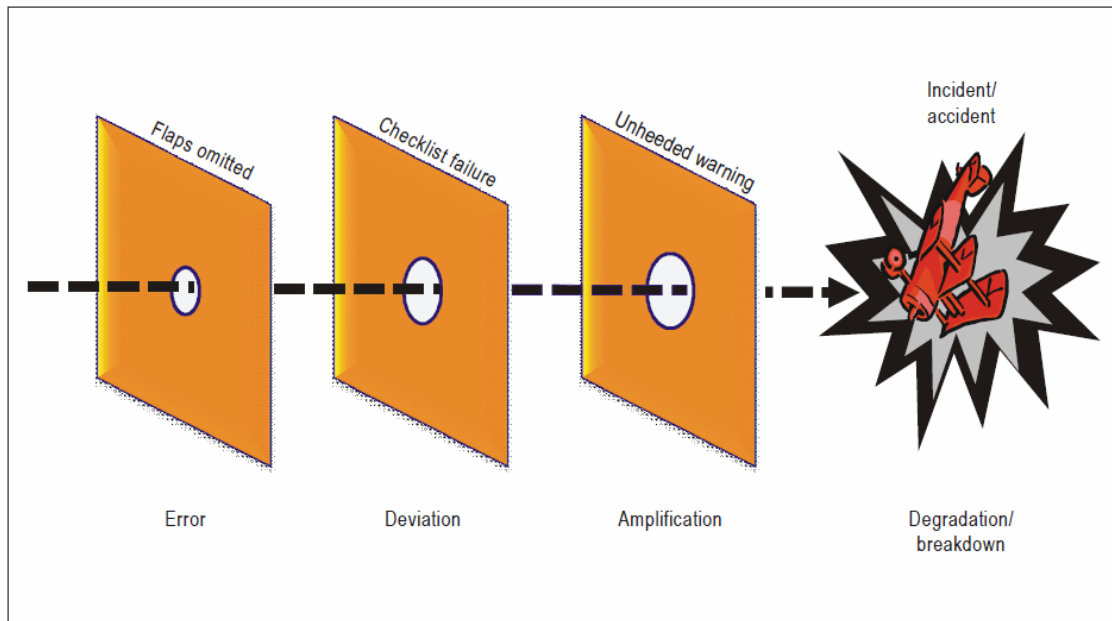 Flaps omitted
Checklist failure
Unheeded warning
Incident/
accident
Error
Deviation
Amplification
Degradation/
breakdown